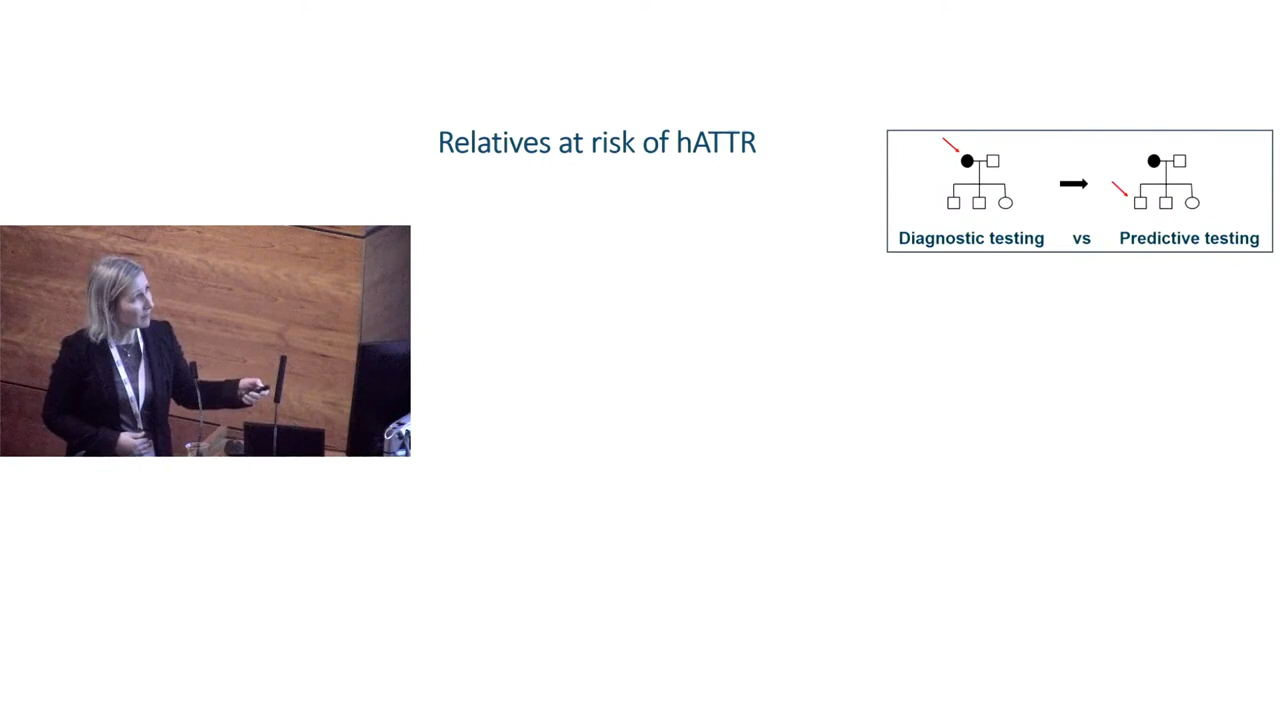 Relatives at risk of hATTR
Diagnostic testing vs Predictive testing